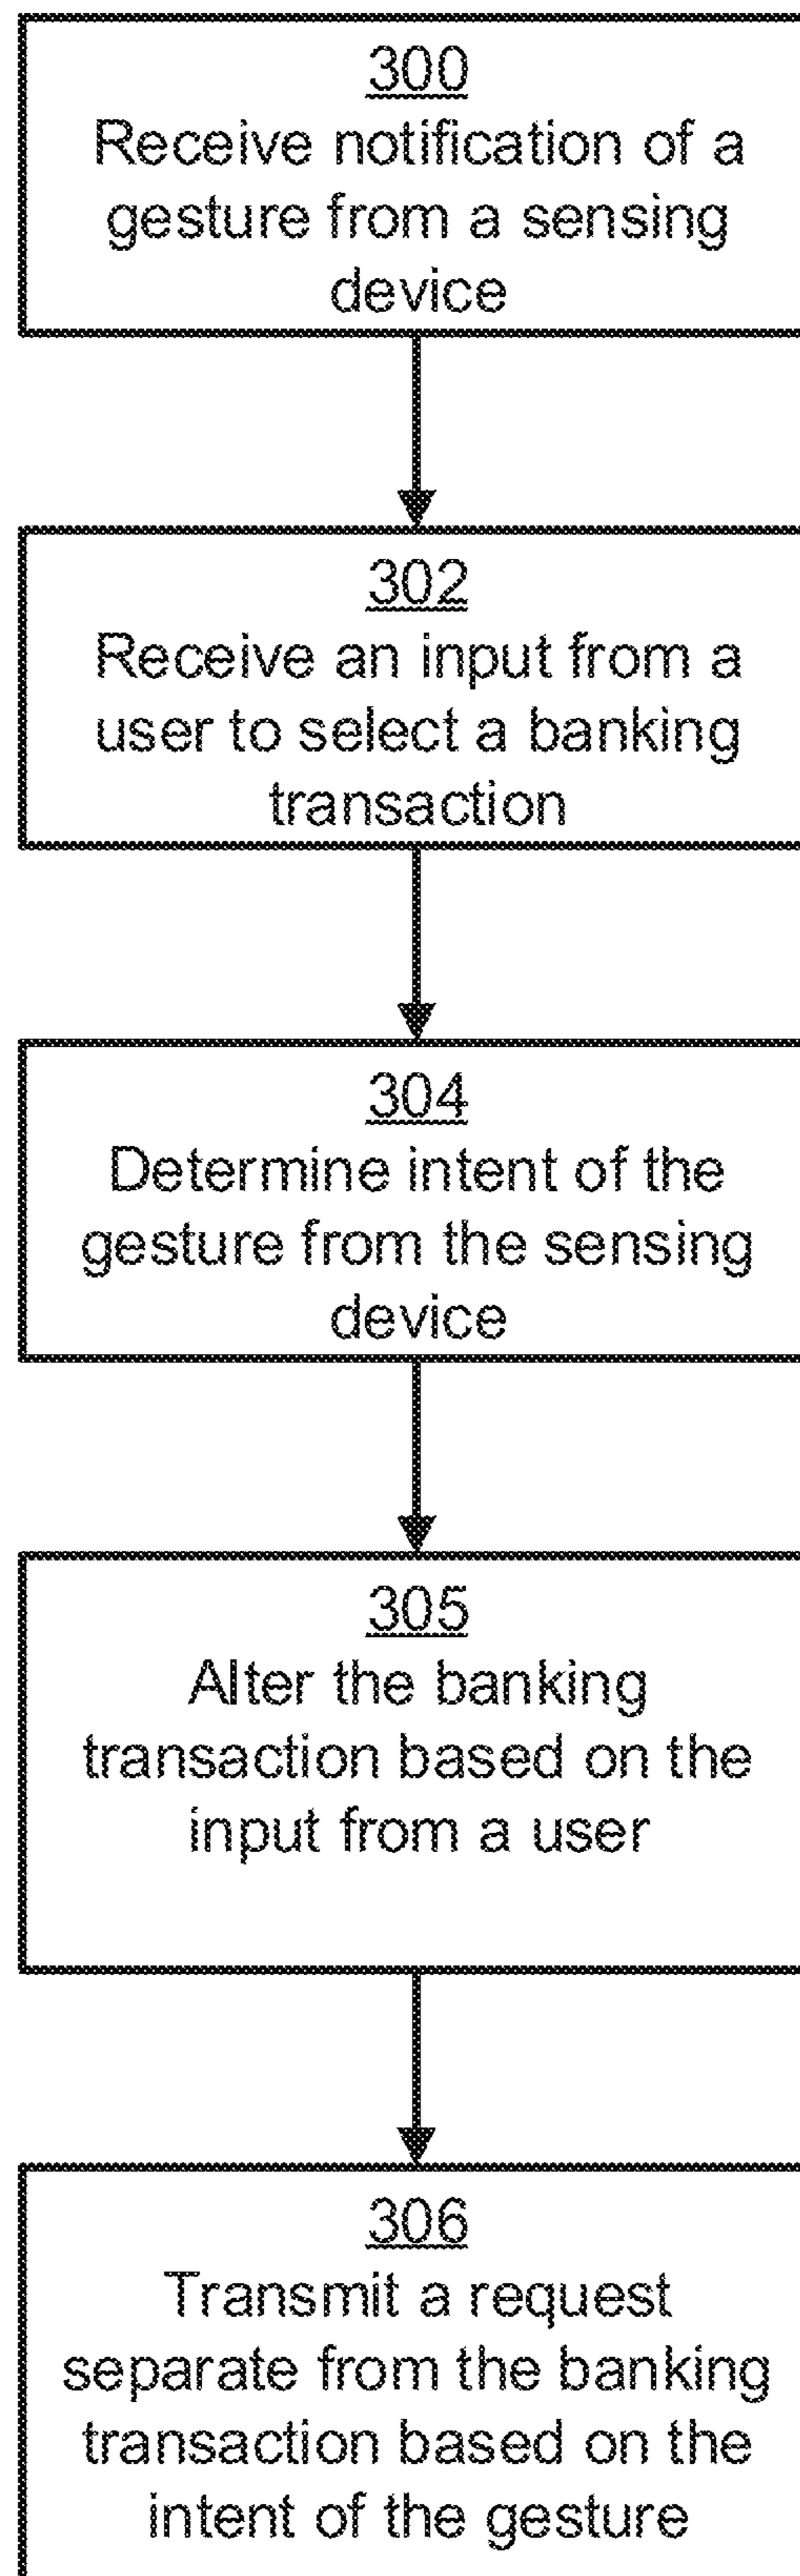 300
Receive notification of a
gesture from a sensing
device
302
Receive an input from a
user to select a banking
transaction
304
Determine intent of the
gesture from the sensing
device
305
Alter the banking
transaction based on the
input from a user
306
Transmit a request
separate from the banking
transaction based on the
intent of the gesture